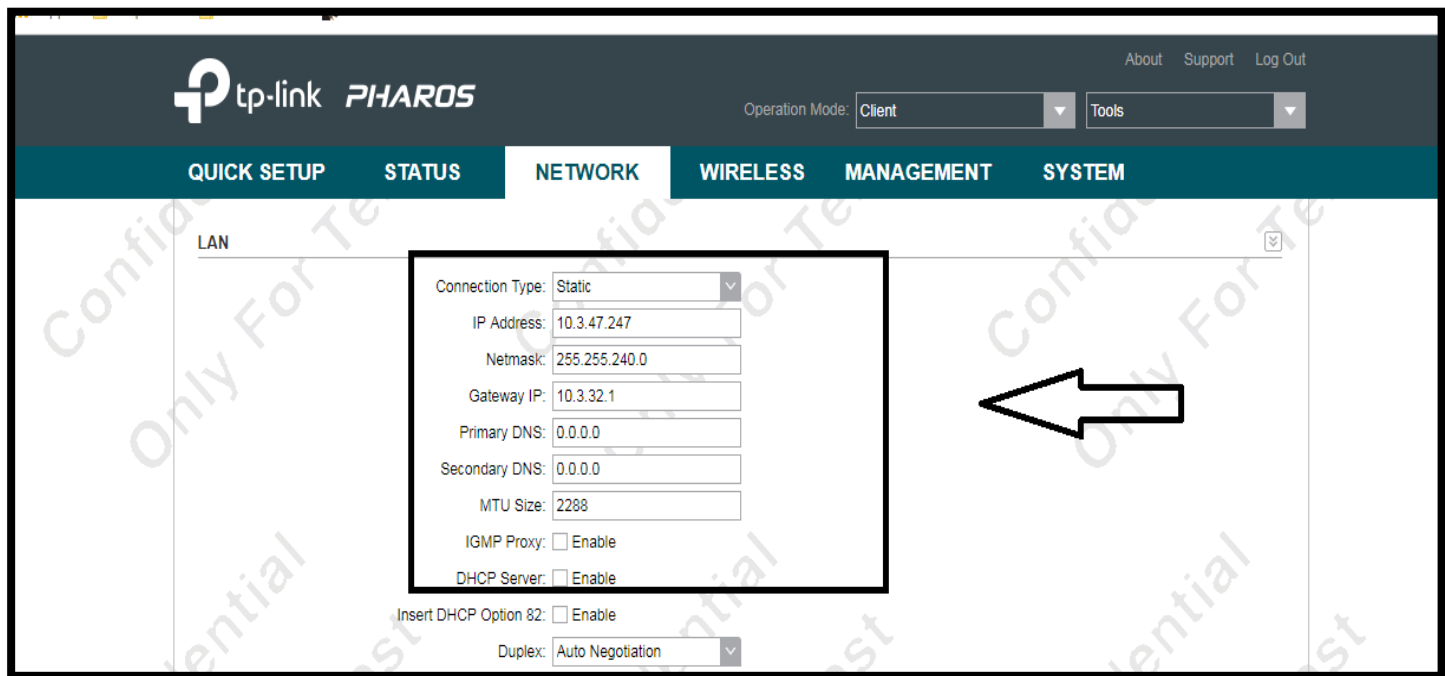 About Support Log Out
tp-link PHAROS
Operation Mode: Client Tools
QUICK SETUP STATUS NETWORK WIRELESS MANAGEMENT SYSTEM
LAN
Connection Type: Static
IP Address: 10.3.47.247
Netmask: 255.255.240.0
Gateway IP: 10.3.32.1
Primary DNS: 0.0.0.0
Secondary DNS: 0.0.0.0
MTU Size: 2288
IGMP Proxy: Enable
DHCP Server: Enable
Insert DHCP Option 82: Enable
Duplex: Auto Negotiation